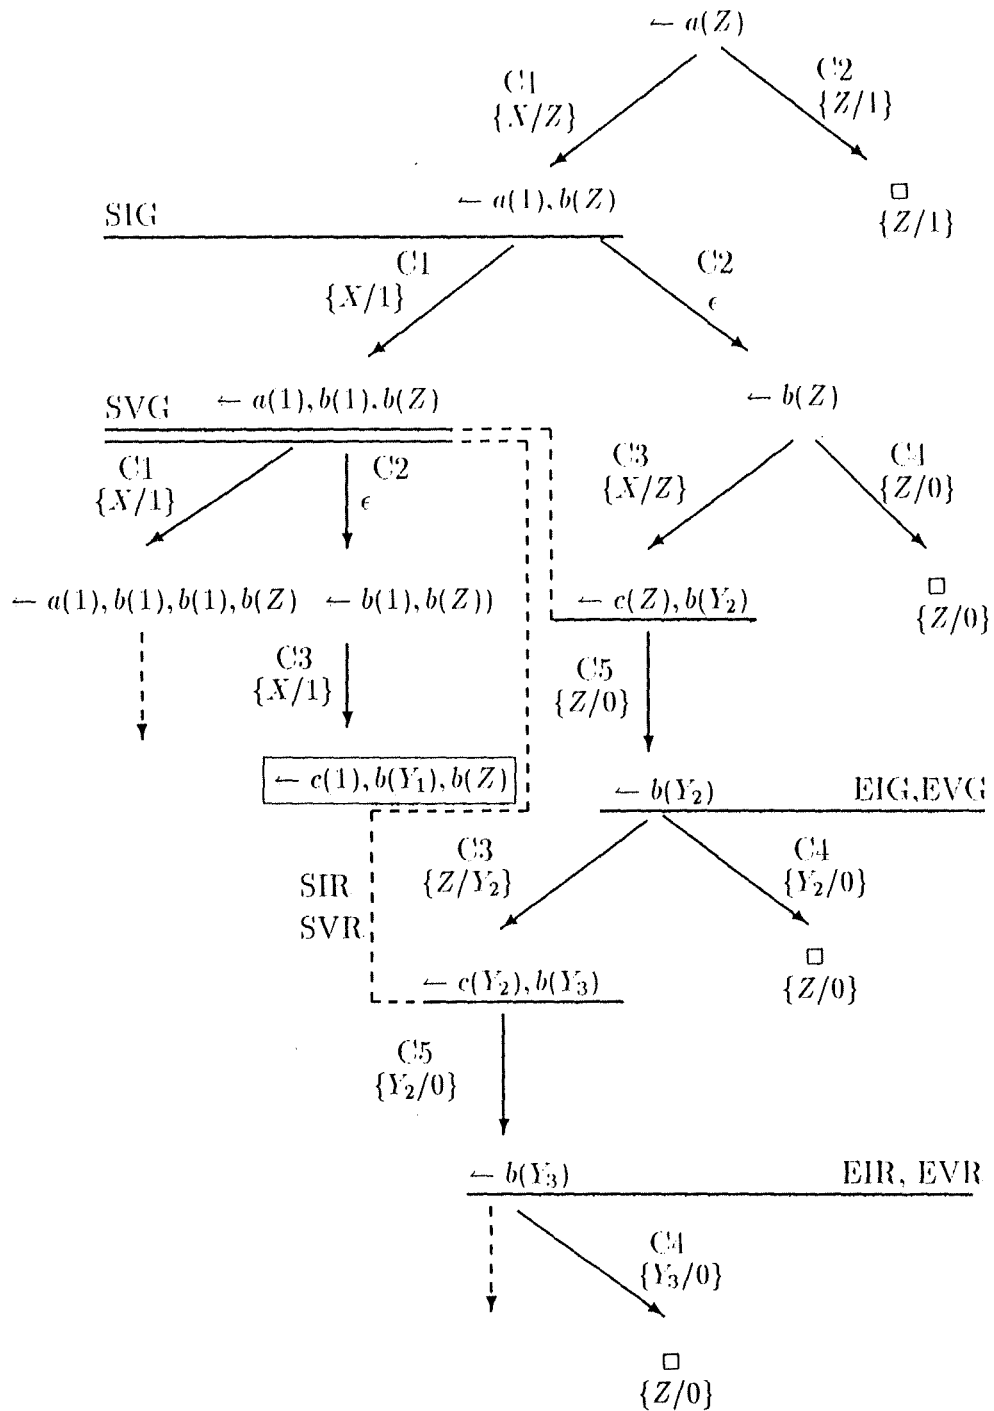 ← a(Z)
C1
{X/Z}
C2
{Z/1}
SIG
← a(1), b(Z)
□
{Z/1}
C1
{X/1}
C2
ϵ
SVG
← a(1), b(1). b(Z)
← b(Z)
C1
{X/1}
C2
ϵ
C3
{X/Z}
C4
{Z/0}
← a(1), b(1), b(1), b(Z)
← b(1), b(Z))
← c(Z), b(Y₂)
□
{Z/0}
C3
{X/1}
C5
{Z/0}
← c(1), b(Y₁), b(Z)
← b(Y₂)
EIG,EVG
SIR
SVR
C3
{Z/Y₂}
C4
{Y₂/0}
← c(Y₂), b(Y₃)
□
{Z/0}
C5
{Y₂/0}
← b(Y₃)
EIR, EVR
C4
{Y₃/0}
□
{Z/0}